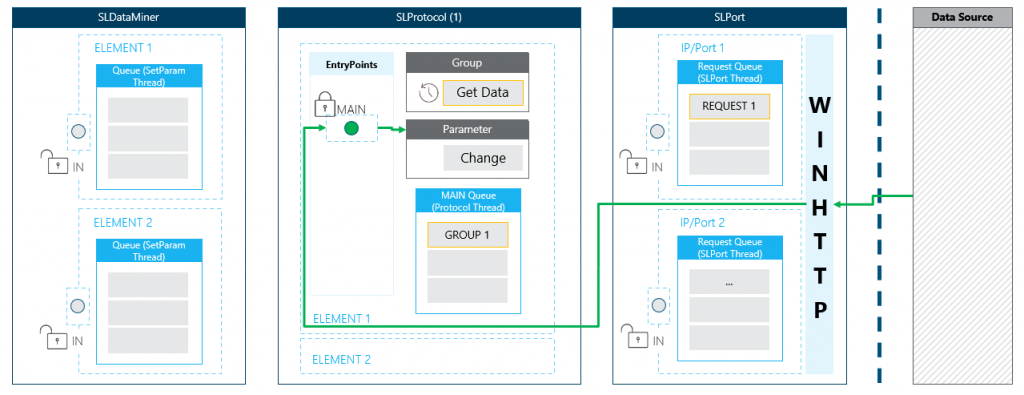 SLDataMiner
ELEMENT 1
Queue (SetParam
Thread)
IN
ELEMENT 2
Queue (SetParam
Thread)
IN
SLProtocol (1)
EntryPoints
MAIN
Group
Get Data
Parameter
Change
MAIN Queue
(Protocol Thread)
GROUP 1
ELEMENT 1
ELEMENT 2
SLPort
IP/Port 1
Request Queue
(SLPort Thread)
REQUEST 1
IN
IP/Port 2
Request Queue
(SLPort Thread)
...
IN
W
I
N
H
T
T
P
Data Source